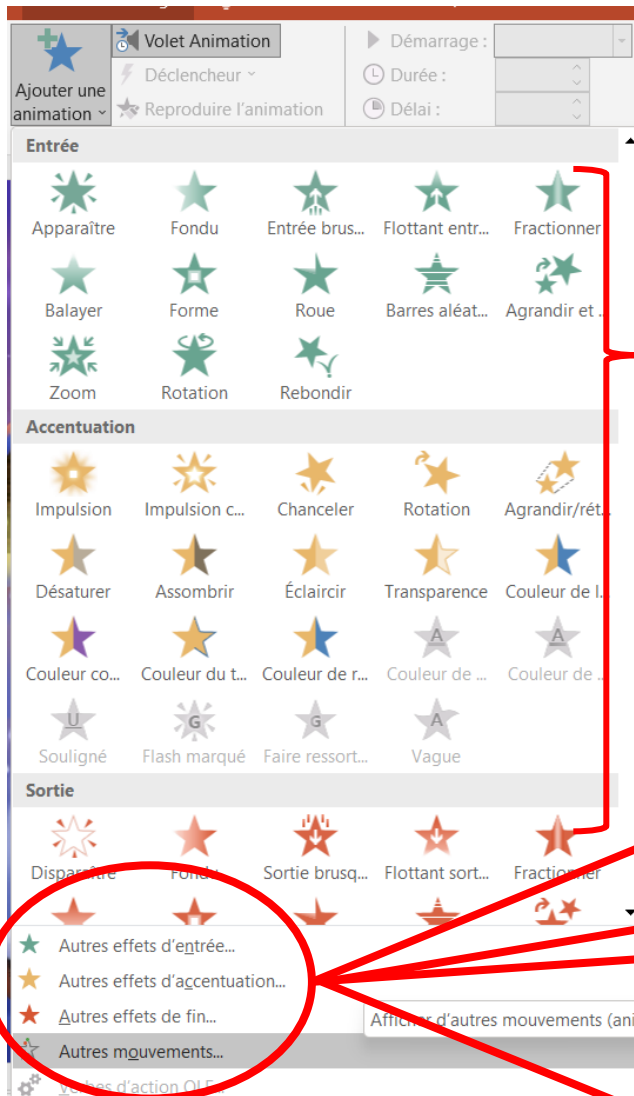 Ajouter une
animation
Volet Animation
Déclencheur
Reproduire l'animation
Démarrage :
Durée :
Délai :
Entrée
Apparaître Fondu Entrée brus... Flottant entr... Fractionner
Balayer Forme Roue Barres aléat... Agrandir et ..
Zoom Rotation Rebondir
Accentuation
Impulsion Impulsion c... Chanceler Rotation Agrandir/rét...
Désaturer Assombrir Éclaircir Transparence Couleur de l...
A A
Couleur co... Couleur du t... Couleur de r... Couleur de ... Couleur de ..
U G G A
Souligné Flash marqué Faire ressort... Vague
Sortie
Disparaître Fondu Sortie brusq... Flottant sort... Fractionner
Autres effets d'entrée...
Autres effets d'accentuation...
Autres effets de fin...
Afficher d'autres mouvements (ani
Autres mouvements...
Verbes d'action OLE...